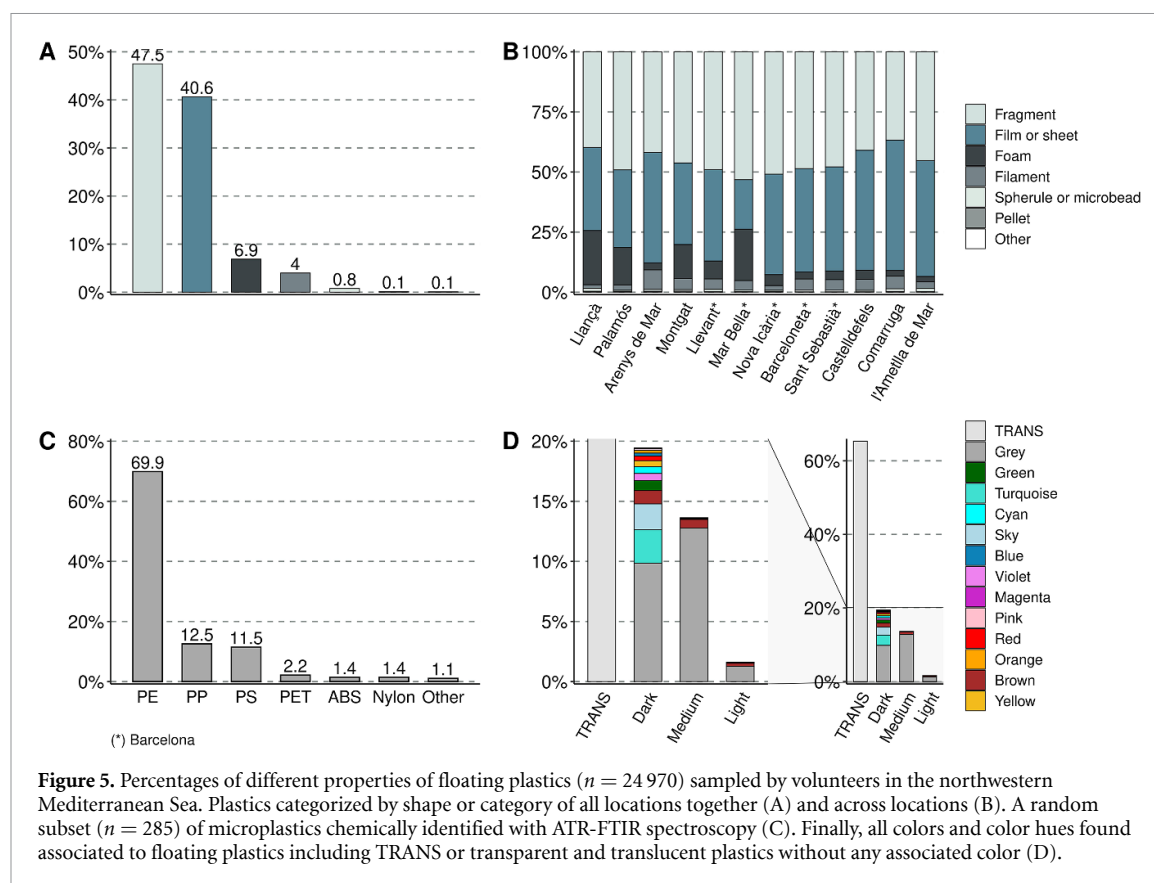 A
50%
40%
30%
20%
10%
0%
47.5
40.6
6.9
4
0.8
0.1
0.1
B
100%
75%
50%
25%
0%
Llançà
Palamós
Arenys de Mar
Montgat
Llevant*
Mar Bella*
Nova Icària*
Barceloneta*
Sant Sebastià*
Castelldefels
Comarruga
l'Ametlla de Mar
Fragment
Film or sheet
Foam
Filament
Spherule or microbead
Pellet
Other
C
80%
60%
40%
20%
0%
69.9
12.5
11.5
2.2
1.4
1.4
1.1
PE PP PS PET ABS Nylon Other
(*) Barcelona
D
20%
15%
10%
5%
0%
TRANS
Dark
Medium
Light
60%
40%
20%
0%
TRANS
Dark
Medium
Light
TRANS
Grey
Green
Turquoise
Cyan
Sky
Blue
Violet
Magenta
Pink
Red
Orange
Brown
Yellow
Figure 5. Percentages of different properties of floating plastics (n = 24 970) sampled by volunteers in the northwestern
Mediterranean Sea. Plastics categorized by shape or category of all locations together (A) and across locations (B). A random
subset (n = 285) of microplastics chemically identified with ATR-FTIR spectroscopy (C). Finally, all colors and color hues found
associated to floating plastics including TRANS or transparent and translucent plastics without any associated color (D).